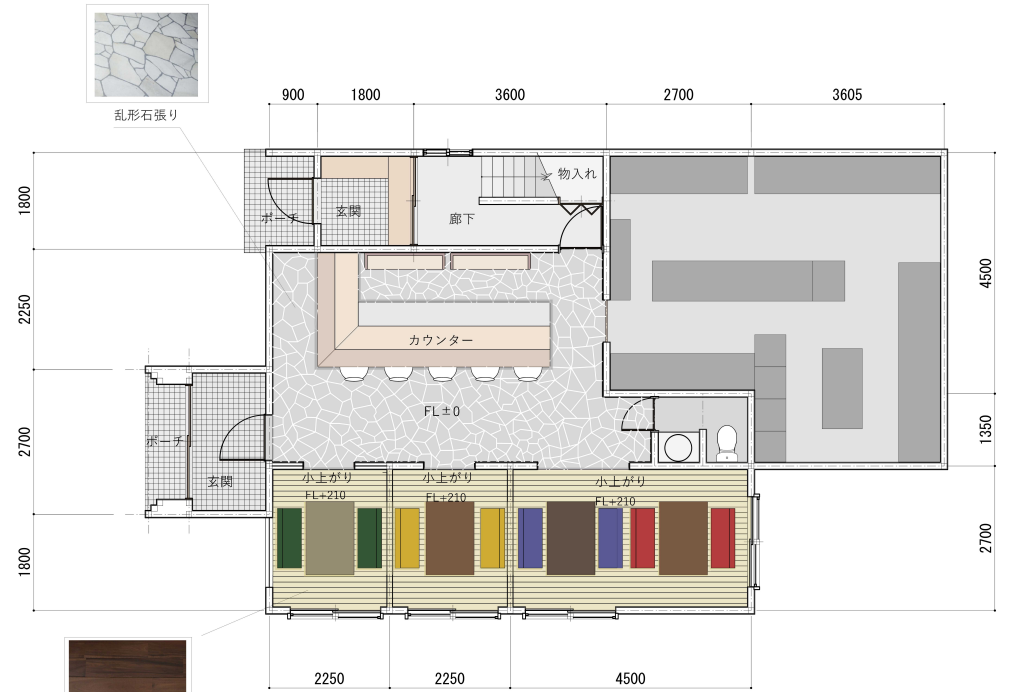 乱形石張り
900
1800
3600
2700
3605
1800
2250
2700
1800
4500
1350
2700
ポーチ
玄関
廊下
物入れ
カウンター
FL±0
ポーチ
玄関
小上がり
FL+210
小上がり
FL+210
小上がり
FL+210
2250
2250
4500